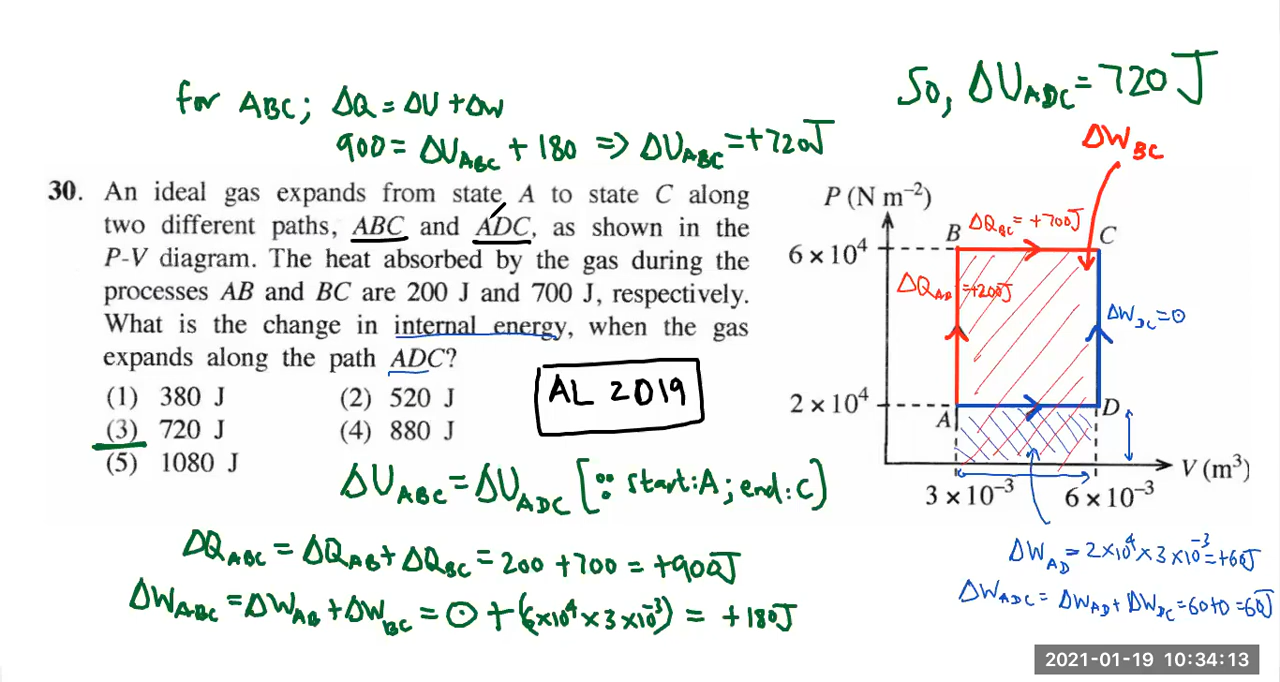 for ABC; ΔQ = ΔU + ΔW
900 = ΔU_ABC + 180 ⇒ ΔU_ABC = +720J
So, ΔU_ADC = 720 J
ΔW_BC
30. An ideal gas expands from state A to state C along
two different paths, ABC and ADC, as shown in the
P-V diagram. The heat absorbed by the gas during the
processes AB and BC are 200 J and 700 J, respectively.
What is the change in internal energy, when the gas
expands along the path ADC?
(1) 380 J (2) 520 J
(3) 720 J (4) 880 J
(5) 1080 J
AL 2019
P (N m⁻²)
B ΔQ_BC = +700J C
6 × 10⁴
ΔQ_AB = +200J
ΔW_DC = 0
2 × 10⁴
A D
V (m³)
3 × 10⁻³ 6 × 10⁻³
ΔU_ABC = ΔU_ADC [∵ start:A; end:C]
ΔQ_ABC = ΔQ_AB + ΔQ_BC = 200 + 700 = +900J
ΔW_ABC = ΔW_AB + ΔW_BC = 0 + (6×10⁴ × 3×10⁻³) = +180J
ΔW_AD = 2×10⁴ × 3×10⁻³ = +60J
ΔW_ADC = ΔW_AD + ΔW_DC = 60+0 = 60J
2021-01-19 10:34:13